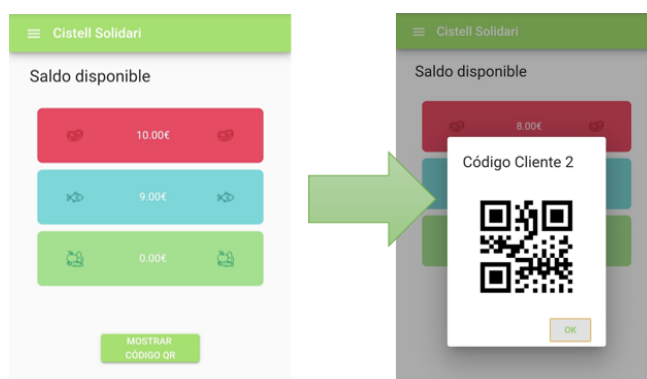 Cistell Solidari
Saldo disponible
10.00€
9.00€
0.00€
MOSTRAR
CÓDIGO QR
Cistell Solidari
Saldo disponible
8.00€
Código Cliente 2
OK